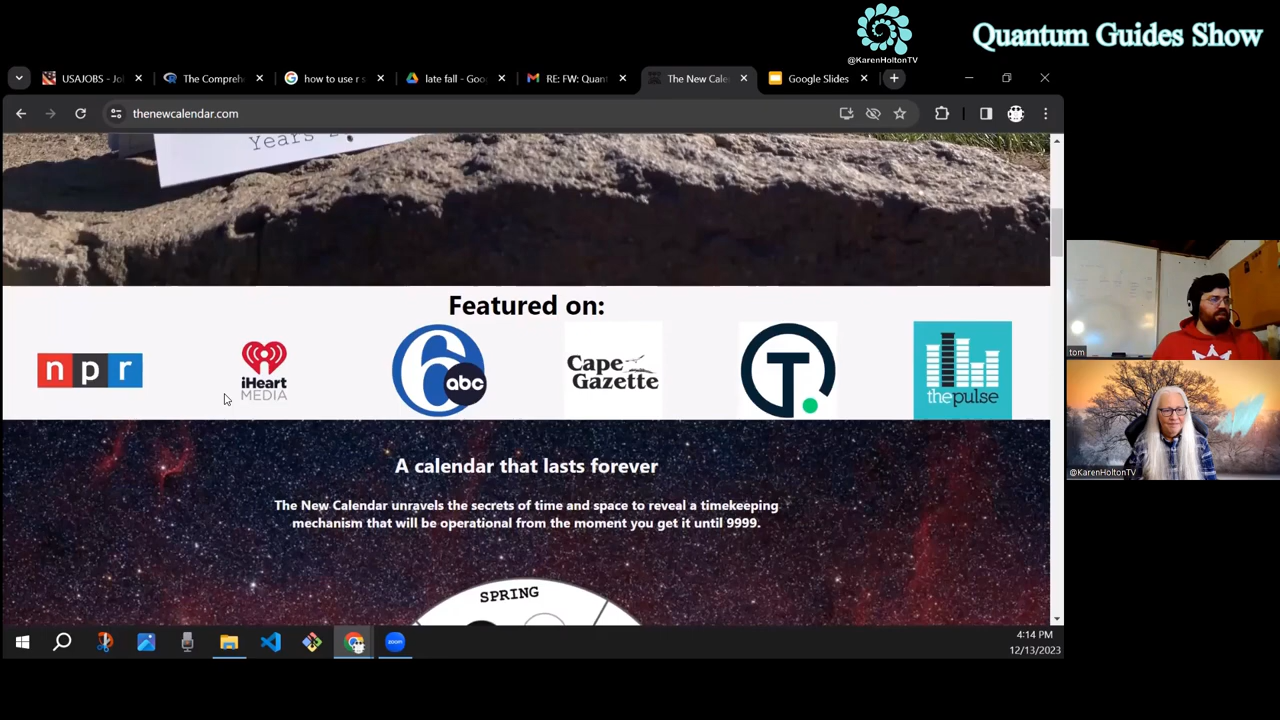 Quantum Guides Show
@KarenHoltonTV
USAJOBS - Jo
The Compreh
how to use r s
late fall - Goo
RE: FW: Quan
The New Cale
Google Slides
thenewcalendar.com
Years
Featured on:
npr
iHeart
MEDIA
6
abc
Cape
Gazette
T
the pulse
A calendar that lasts forever
The New Calendar unravels the secrets of time and space to reveal a timekeeping
mechanism that will be operational from the moment you get it until 9999.
SPRING
tom
@KarenHoltonTV
zoom
4:14 PM
12/13/2023